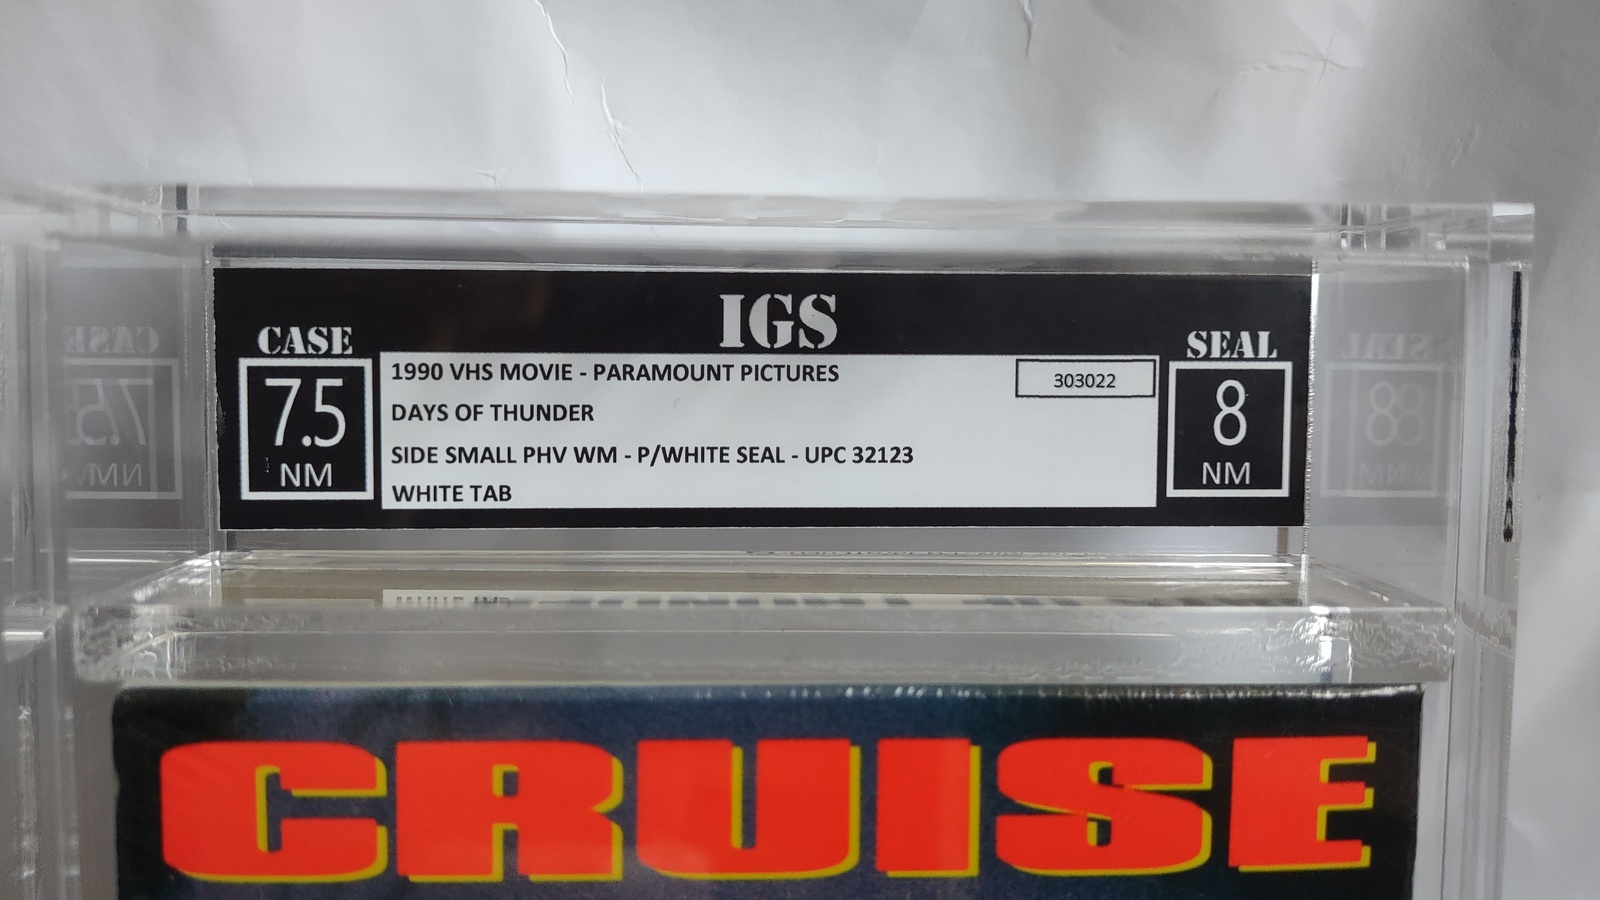 IGS
CASE
7.5
NM
1990 VHS MOVIE - PARAMOUNT PICTURES
303022
DAYS OF THUNDER
SIDE SMALL PHV WM - P/WHITE SEAL - UPC 32123
WHITE TAB
SEAL
8
NM
CRUISE